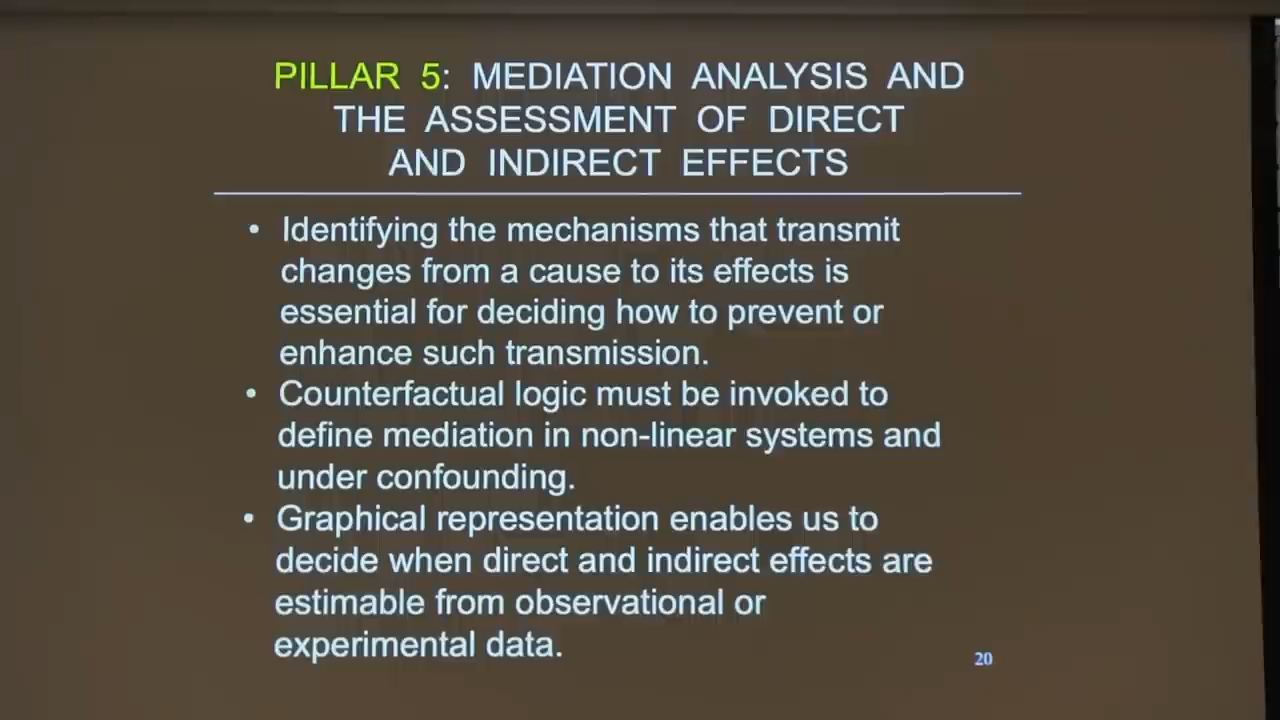 PILLAR 5: MEDIATION ANALYSIS AND
THE ASSESSMENT OF DIRECT
AND INDIRECT EFFECTS
• Identifying the mechanisms that transmit
changes from a cause to its effects is
essential for deciding how to prevent or
enhance such transmission.
• Counterfactual logic must be invoked to
define mediation in non-linear systems and
under confounding.
• Graphical representation enables us to
decide when direct and indirect effects are
estimable from observational or
experimental data.
20